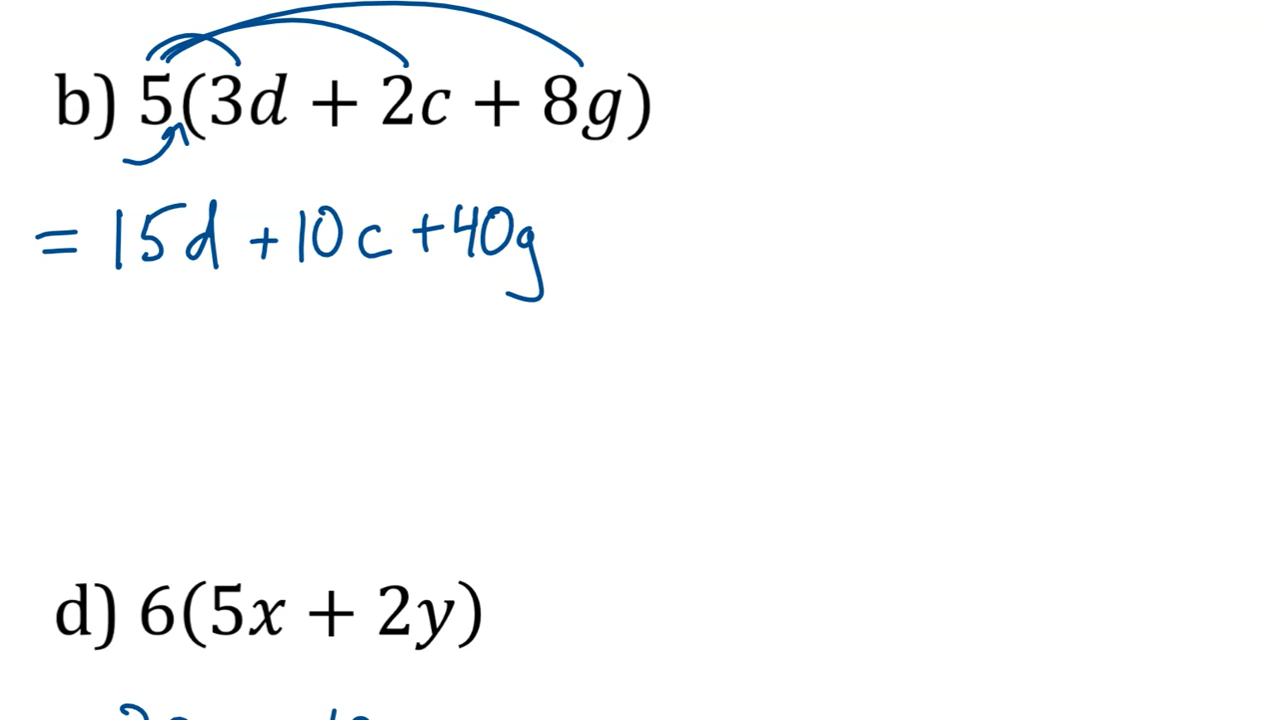 b) 5(3d + 2c + 8g)
= 15d + 10c + 40g
d) 6(5x + 2y)